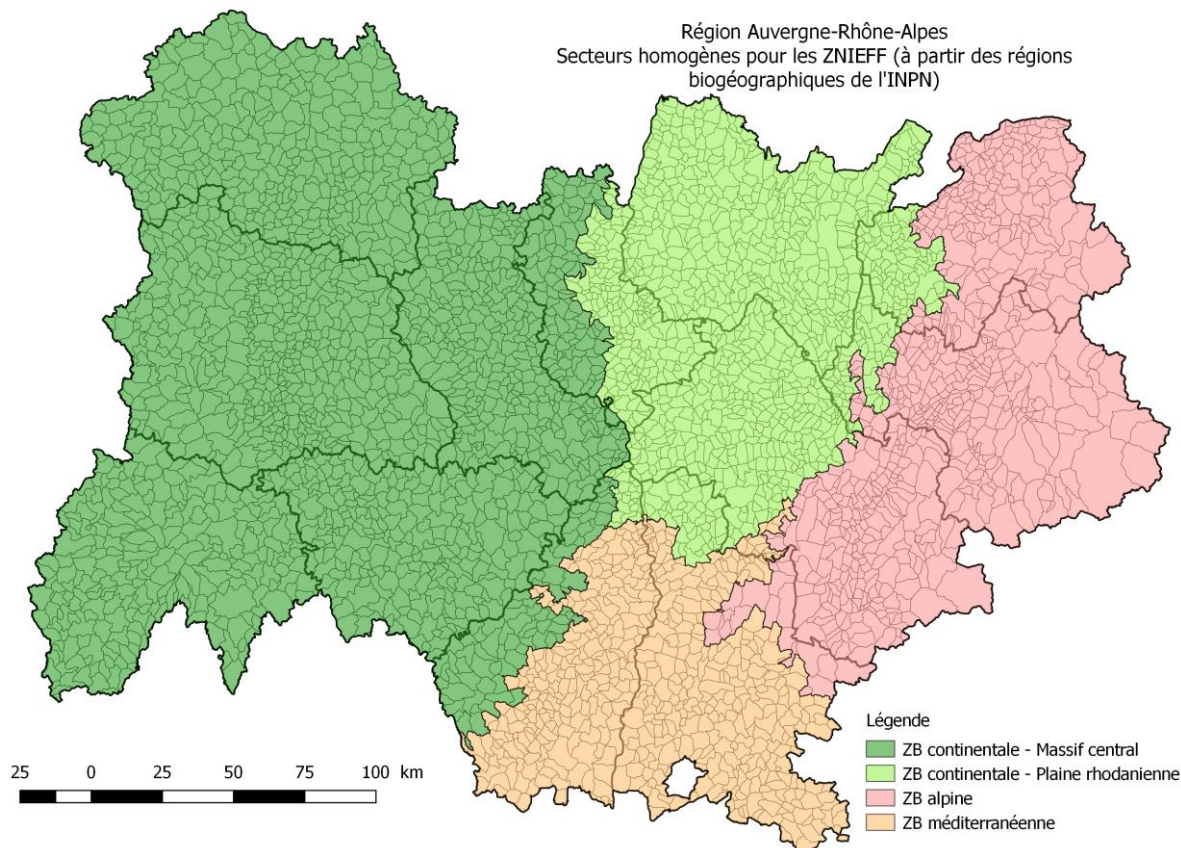 Région Auvergne-Rhône-Alpes
Secteurs homogènes pour les ZNIEFF (à partir des régions
biogéographiques de l'INPN)
Légende
ZB continentale - Massif central
ZB continentale - Plaine rhodanienne
ZB alpine
ZB méditerranéenne
25 0 25 50 75 100 km